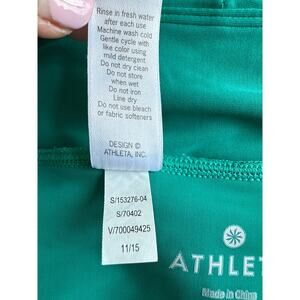 Rinse in fresh water
after each use
Machine wash cold
Gentle cycle with
like color using
mild detergent
Do not dry clean
Do not store
when wet
Do not iron
Line dry
Do not use bleach
or fabric softeners
DESIGN ©
ATHLETA, INC.
S/153276-04
S/70402
V/700049425
11/15
ATHLET
Made in China